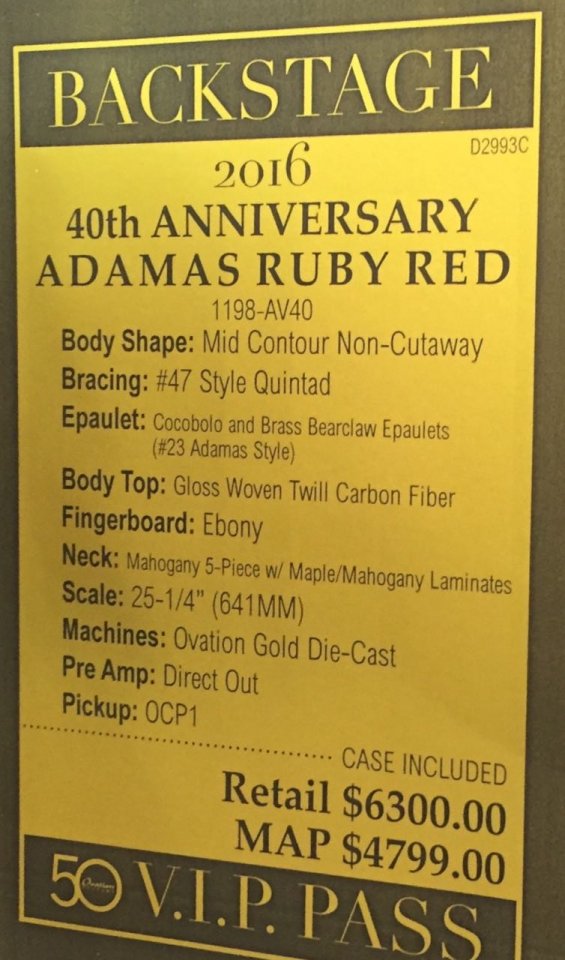 BACKSTAGE
D2993C
2016
40th ANNIVERSARY
ADAMAS RUBY RED
1198-AV40
Body Shape: Mid Contour Non-Cutaway
Bracing: #47 Style Quintad
Epaulet: Cocobolo and Brass Bearclaw Epaulets
(#23 Adamas Style)
Body Top: Gloss Woven Twill Carbon Fiber
Fingerboard: Ebony
Neck: Mahogany 5-Piece w/ Maple/Mahogany Laminates
Scale: 25-1/4" (641MM)
Machines: Ovation Gold Die-Cast
Pre Amp: Direct Out
Pickup: OCP1
CASE INCLUDED
Retail $6300.00
MAP $4799.00
50 Ovation V.I.P. PASS